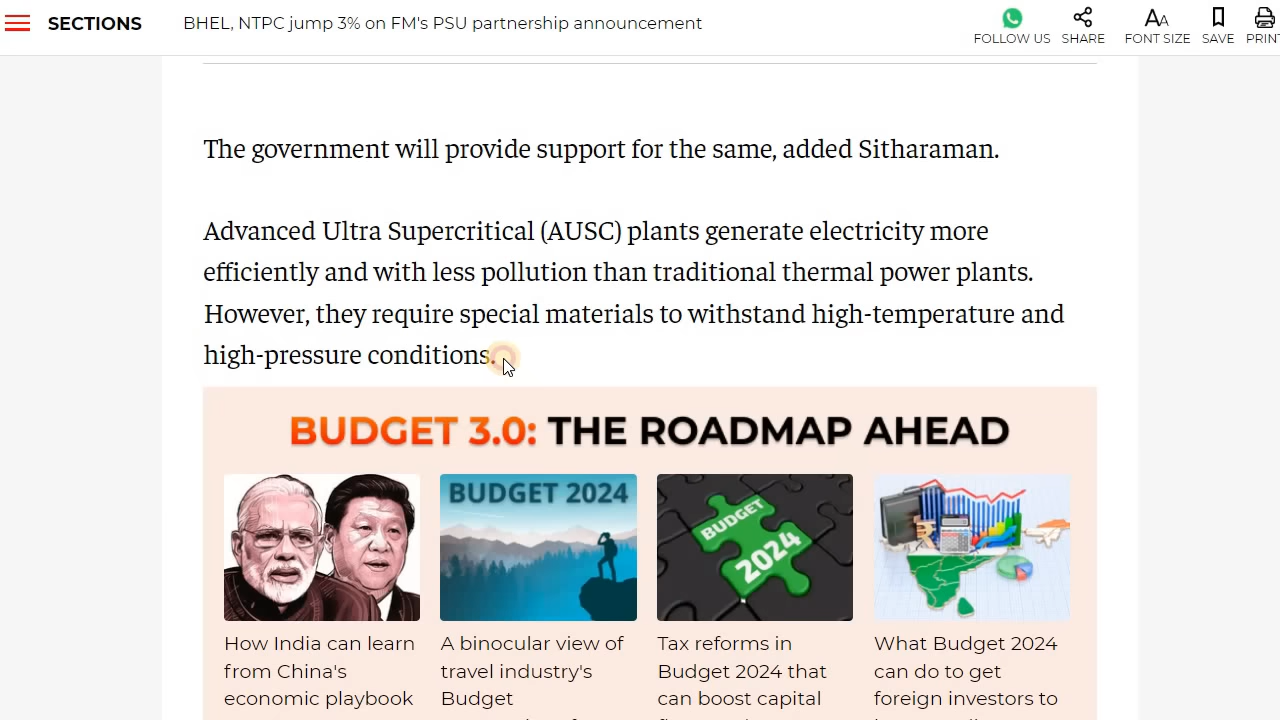 SECTIONS
BHEL, NTPC jump 3% on FM's PSU partnership announcement
FOLLOW US
SHARE
FONT SIZE
SAVE
PRINT
The government will provide support for the same, added Sitharaman.
Advanced Ultra Supercritical (AUSC) plants generate electricity more
efficiently and with less pollution than traditional thermal power plants.
However, they require special materials to withstand high-temperature and
high-pressure conditions.
BUDGET 3.0: THE ROADMAP AHEAD
BUDGET 2024
BUDGET
2024
How India can learn
from China's
economic playbook
A binocular view of
travel industry's
Budget
Tax reforms in
Budget 2024 that
can boost capital
What Budget 2024
can do to get
foreign investors to